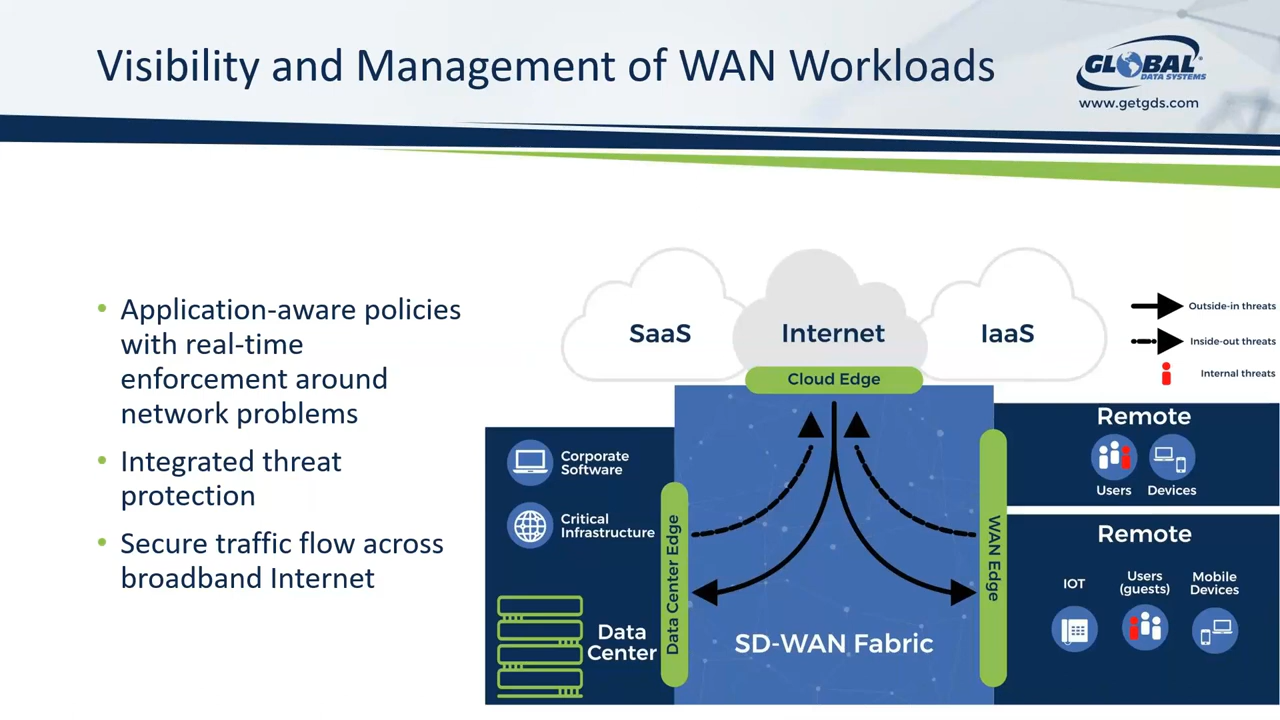 Visibility and Management of WAN Workloads
GLOBAL
DATA SYSTEMS
www.getgds.com
• Application-aware policies
with real-time
enforcement around
network problems
• Integrated threat
protection
• Secure traffic flow across
broadband Internet
SaaS
Internet
IaaS
Cloud Edge
Outside-in threats
Inside-out threats
Internal threats
Corporate
Software
Critical
Infrastructure
Data
Center
Data Center Edge
SD-WAN Fabric
WAN Edge
Remote
Users
Devices
Remote
IOT
Users
(guests)
Mobile
Devices